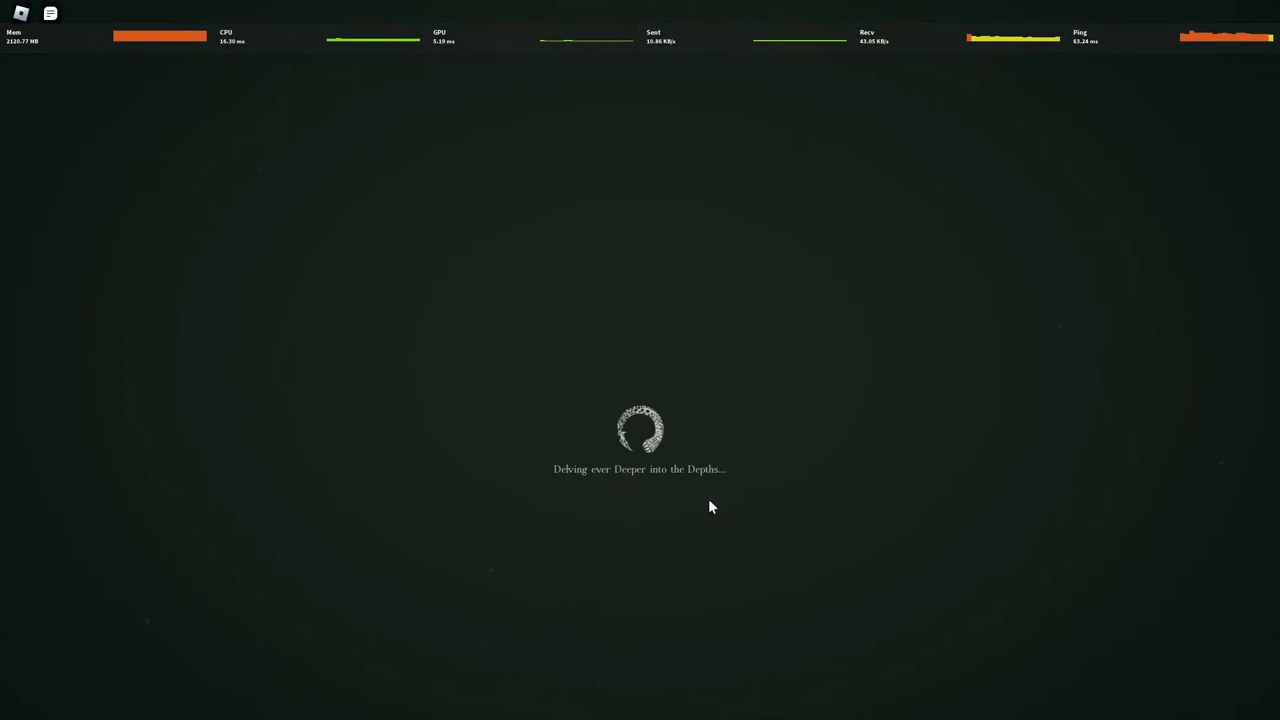 Mem CPU GPU Sent Recv Ping
2120.77 MB 16.30 ms 5.19 ms 10.86 KB/s 43.05 KB/s 63.24 ms
Delving ever Deeper into the Depths...